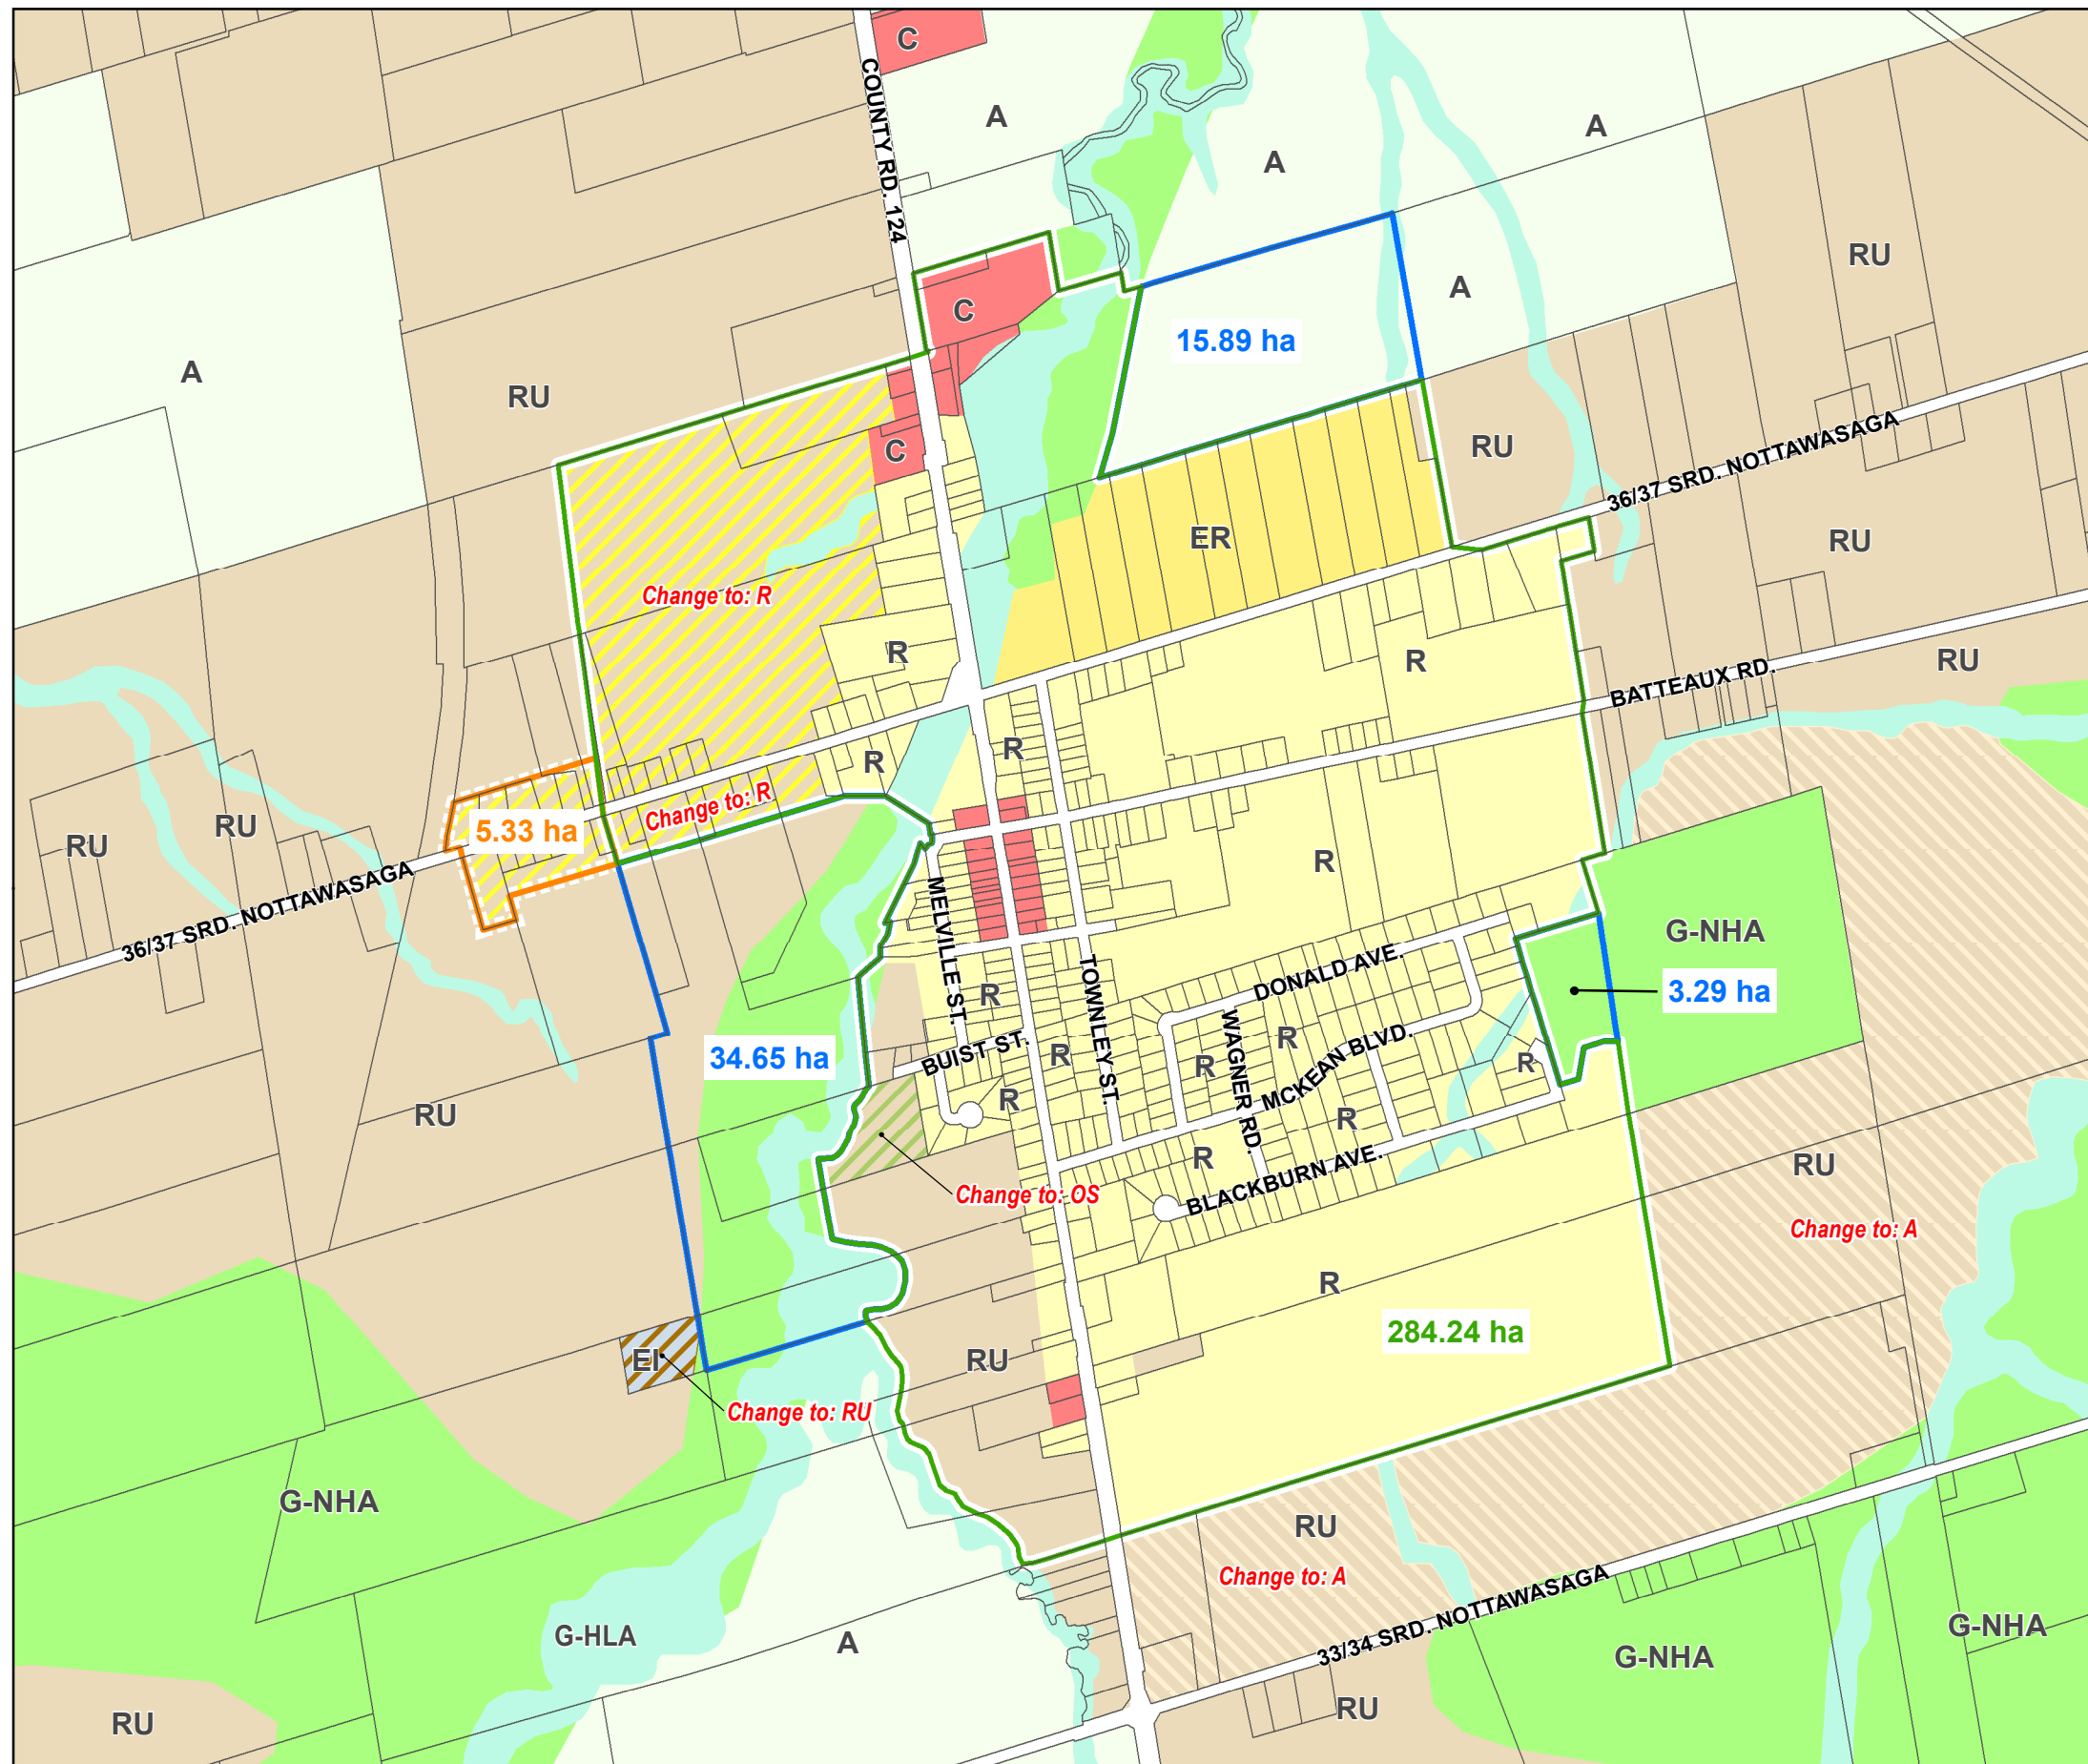 C
COUNTY RD. 124
A
A
A
RU
A
C
15.89 ha
A
RU
C
RU
36/37 SRD. NOTTAWASAGA
ER
RU
Change to: R
R
R
RU
BATTEAUX RD.
R
R
Change to: R
5.33 ha
RU
RU
36/37 SRD. NOTTAWASAGA
R
MELVILLE ST.
G-NHA
DONALD AVE.
3.29 ha
TOWNLEY ST.
R
WAGNER RD.
R
MCKEAN BLVD.
34.65 ha
BUIST ST.
R
R
R
R
RU
R
R
BLACKBURN AVE.
RU
Change to: OS
Change to: A
R
284.24 ha
EI
RU
Change to: RU
G-NHA
RU
Change to: A
33/34 SRD. NOTTAWASAGA
G-HLA
A
G-NHA
G-NHA
RU
RU